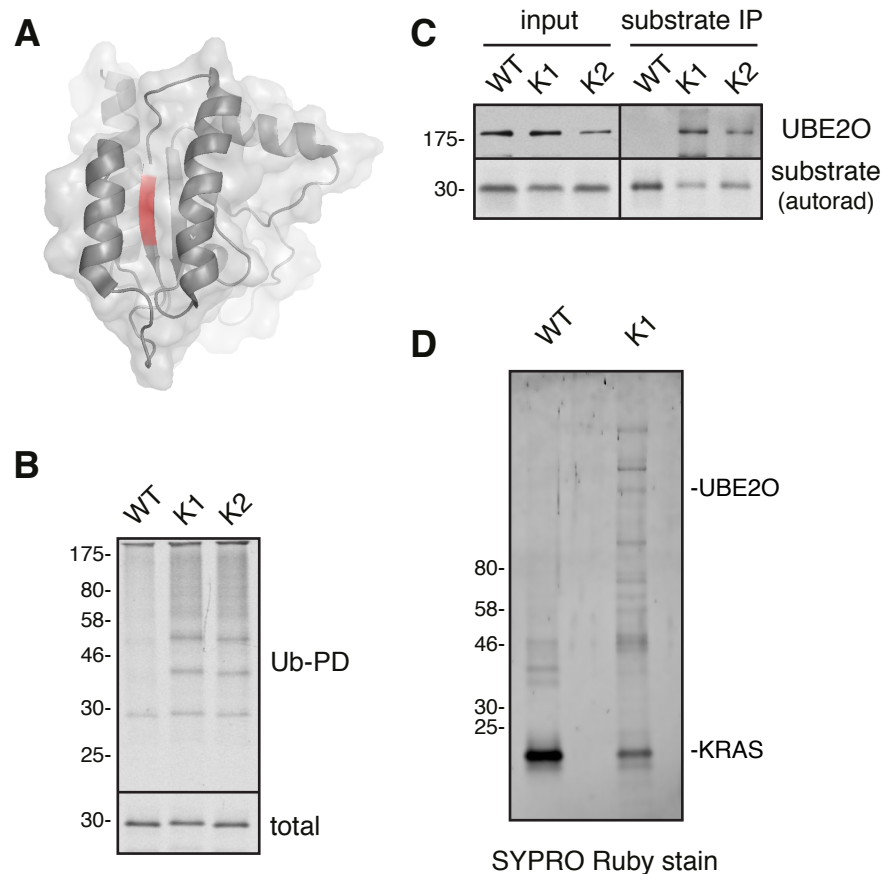 A
B
WT K1 K2
175-
80-
58-
46-
30-
25-
Ub-PD
30-
total
C
input substrate IP
WT K1 K2 WT K1 K2
175-
UBE2O
30-
substrate
(autorad)
D
WT K1
-UBE2O
80-
58-
46-
30-
25-
-KRAS
SYPRO Ruby stain